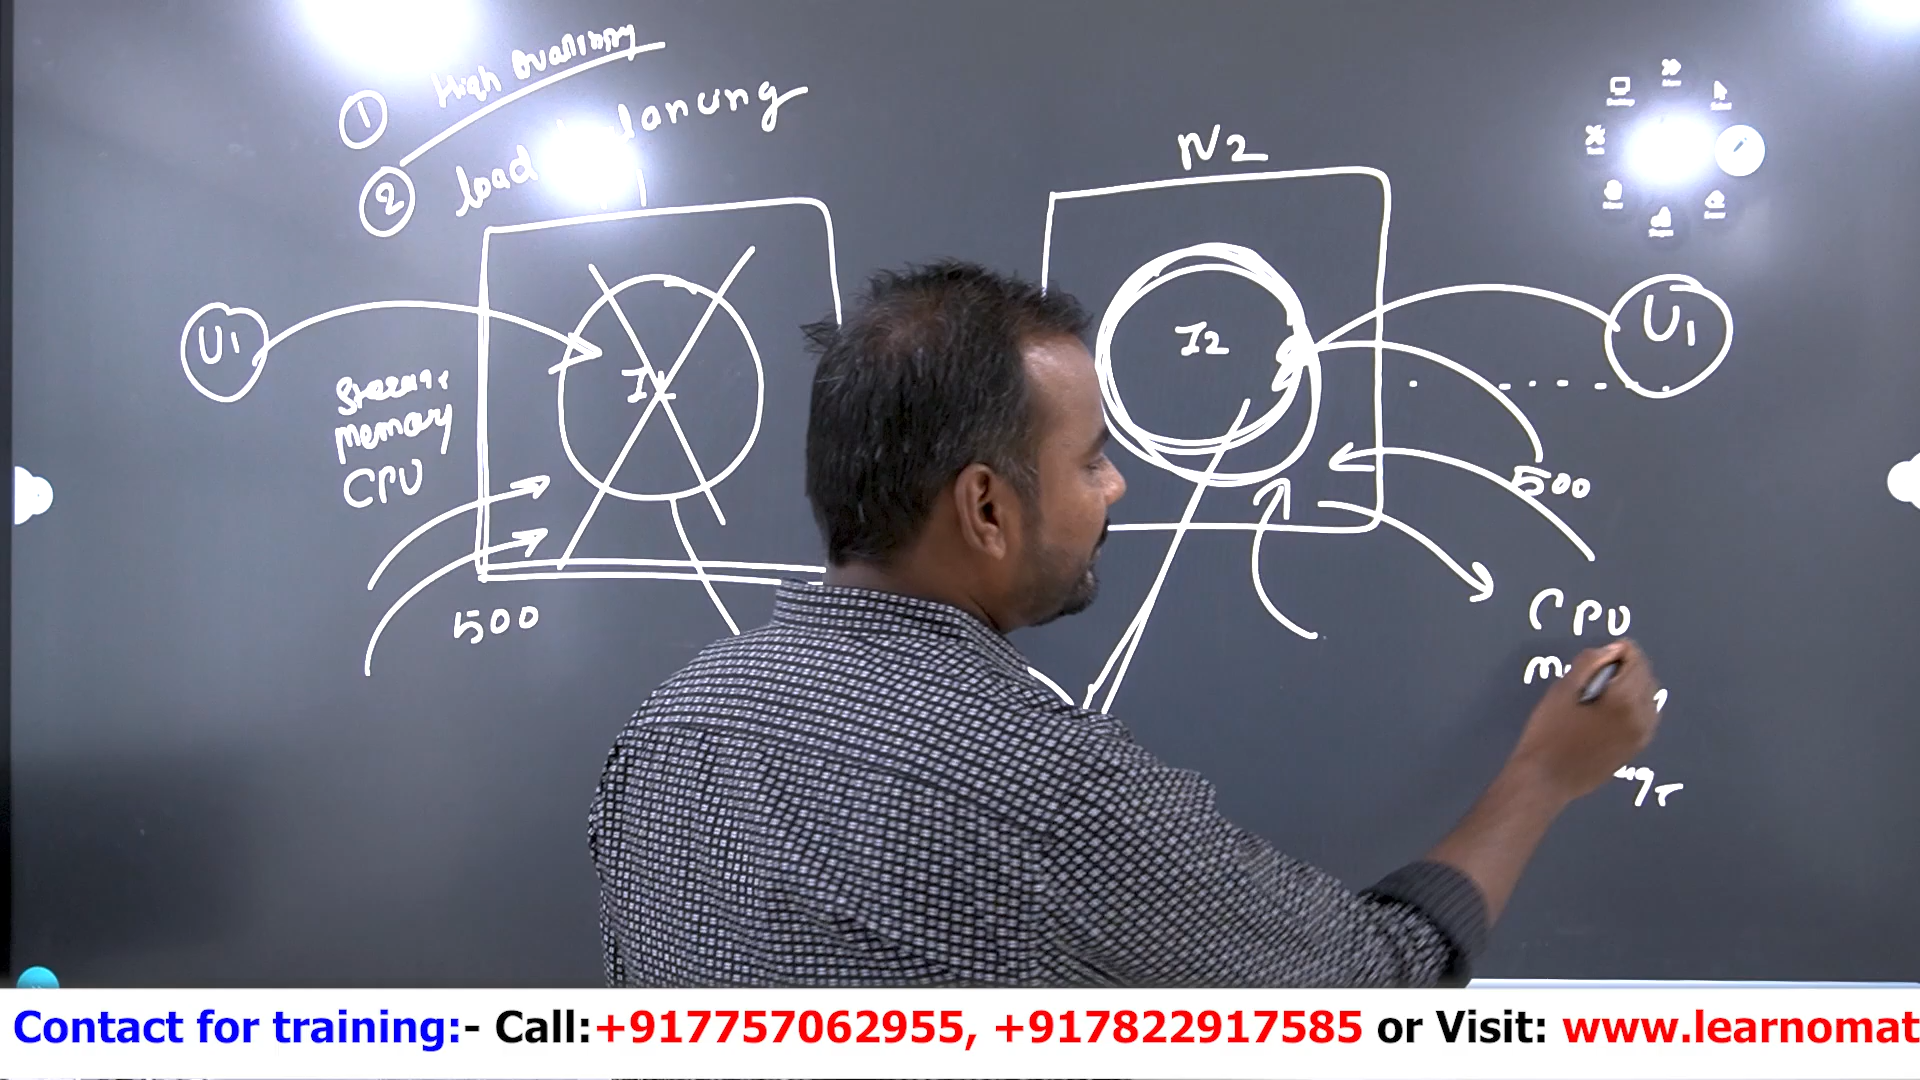 ① High availability
② load balancing
N2
U1
I1
I2
U1
Storage
memory
CPU
500
500
CPU
Contact for training:- Call:+917757062955, +917822917585 or Visit: www.learnomat